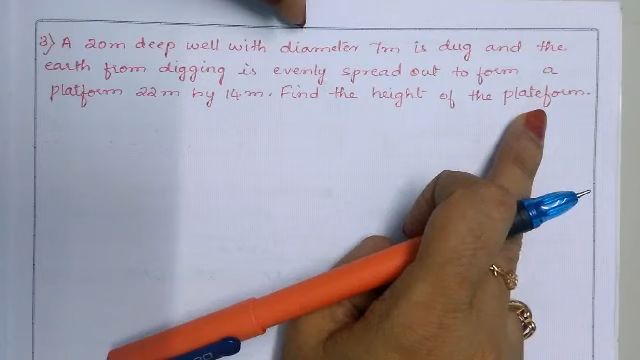 3) A 20m deep well with diameter 7m is dug and the
earth from digging is evenly spread out to form a
platform 22m by 14m. Find the height of the plateform.